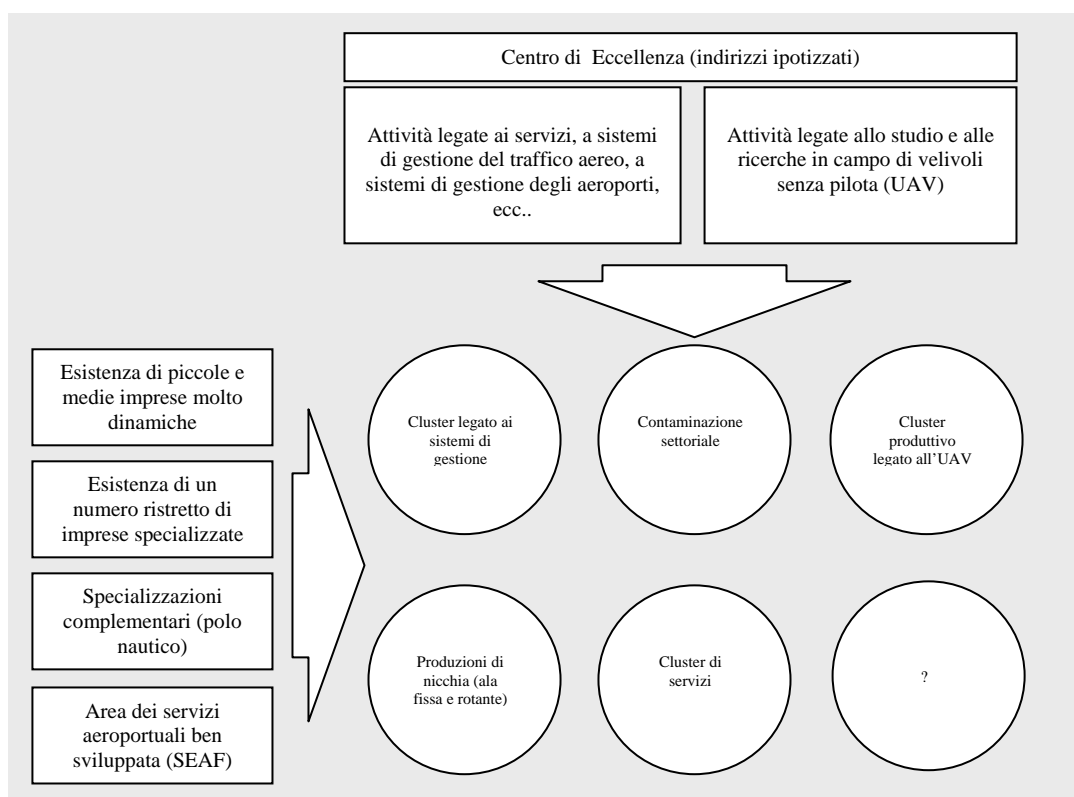 Centro di  Eccellenza (indirizzi ipotizzati)
Attività legate ai servizi, a sistemi
di gestione del traffico aereo, a
sistemi di gestione degli aeroporti,
ecc..
Attività legate allo studio e alle
ricerche in campo di velivoli
senza pilota (UAV)
Esistenza di piccole e
medie imprese molto
dinamiche
Esistenza di un
numero ristretto di
imprese specializzate
Specializzazioni
complementari (polo
nautico)
Area dei servizi
aeroportuali ben
sviluppata (SEAF)
Cluster legato ai
sistemi di
gestione
Contaminazione
settoriale
Cluster
produttivo
legato all'UAV
Produzioni di
nicchia (ala
fissa e rotante)
Cluster di
servizi
?